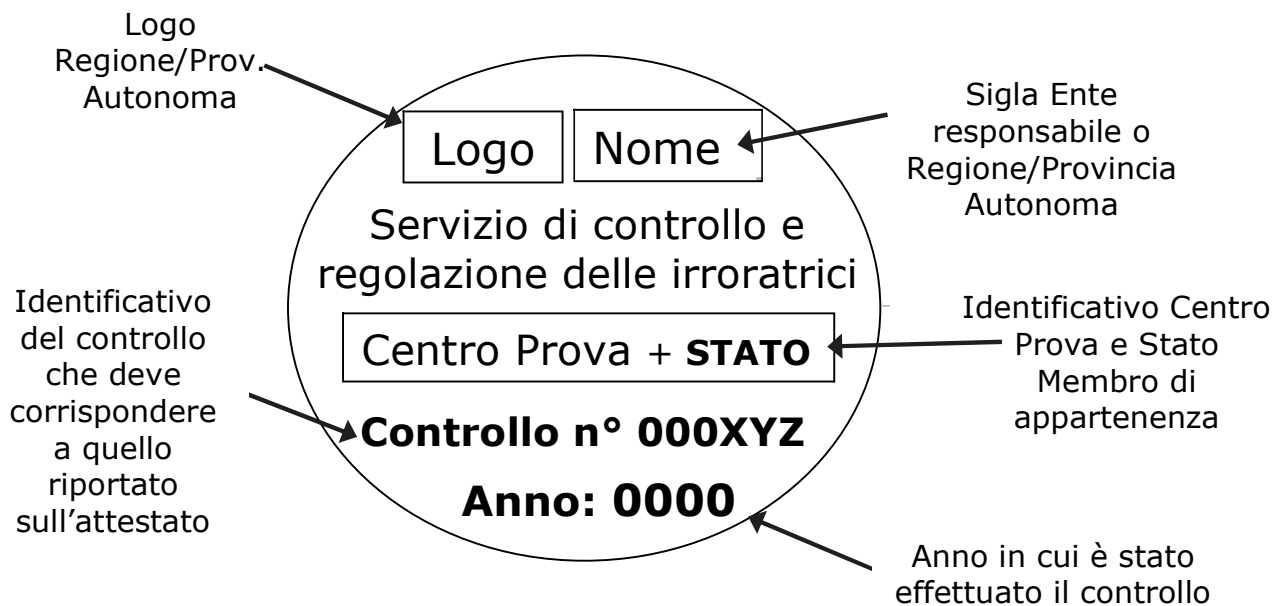 Logo
Regione/Prov.
Autonoma
Sigla Ente
responsabile o
Regione/Provincia
Autonoma
Logo
Nome
Servizio di controllo e
regolazione delle irroratrici
Centro Prova + STATO
Controllo n° 000XYZ
Anno: 0000
Identificativo
del controllo
che deve
corrispondere
a quello
riportato
sull’attestato
Identificativo Centro
Prova e Stato
Membro di
appartenenza
Anno in cui è stato
effettuato il controllo